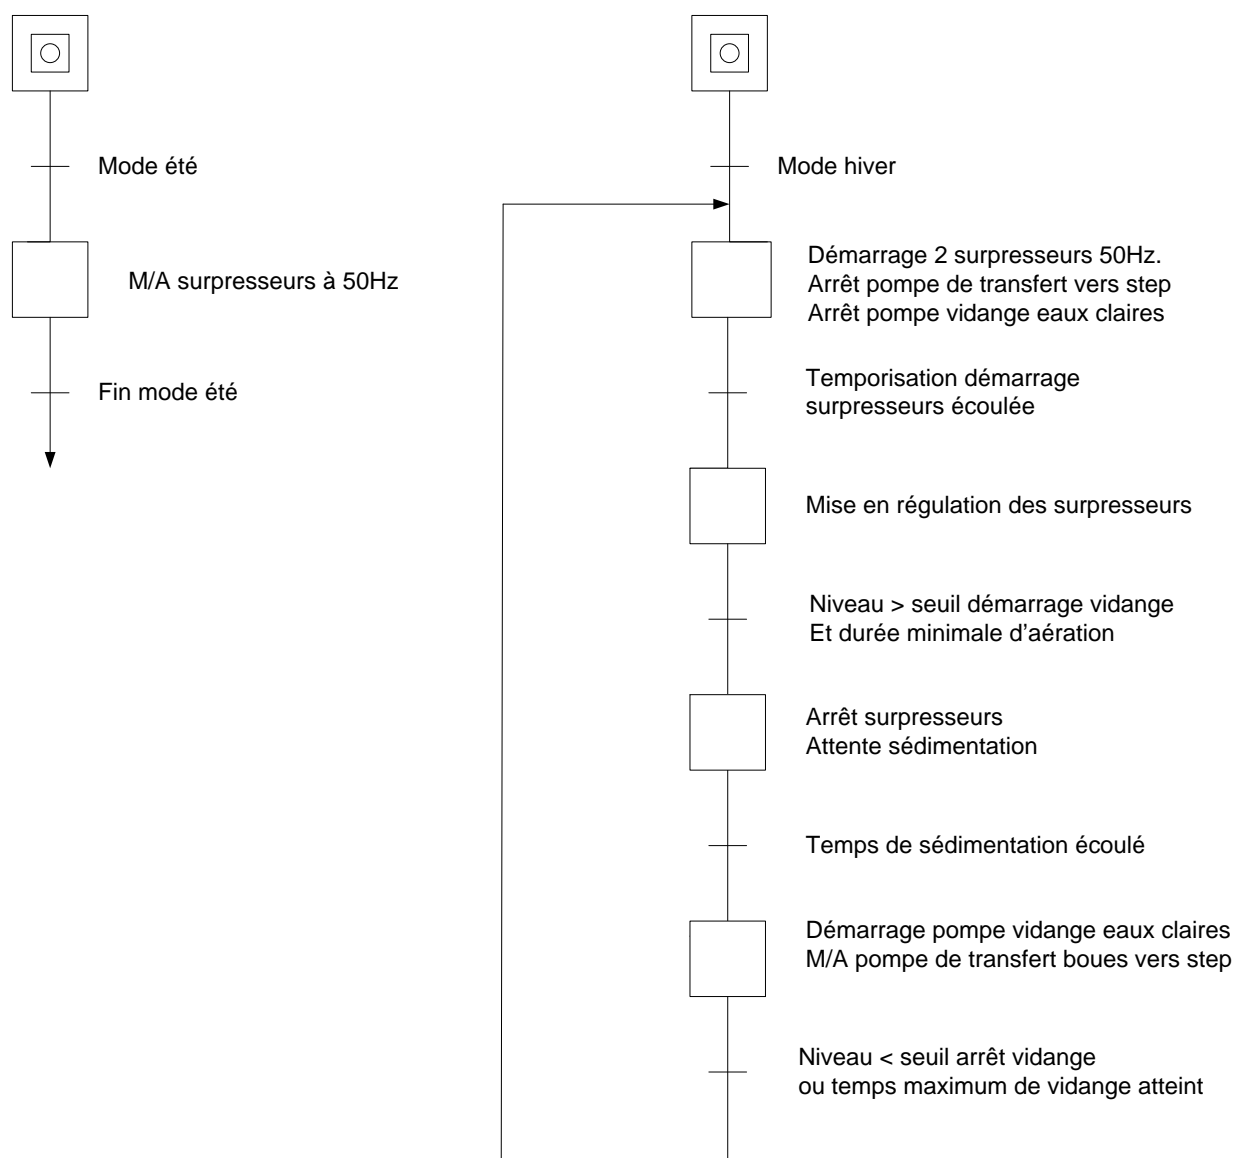 Mode été
M/A surpresseurs à 50Hz
Fin mode été
Mode hiver
Démarrage 2 surpresseurs 50Hz.
Arrêt pompe de transfert vers step
Arrêt pompe vidange eaux claires
Temporisation démarrage
surpresseurs écoulée
Mise en régulation des surpresseurs
Niveau > seuil démarrage vidange
Et durée minimale d’aération
Arrêt surpresseurs
Attente sédimentation
Temps de sédimentation écoulé
Démarrage pompe vidange eaux claires
M/A pompe de transfert boues vers step
Niveau < seuil arrêt vidange
ou temps maximum de vidange atteint